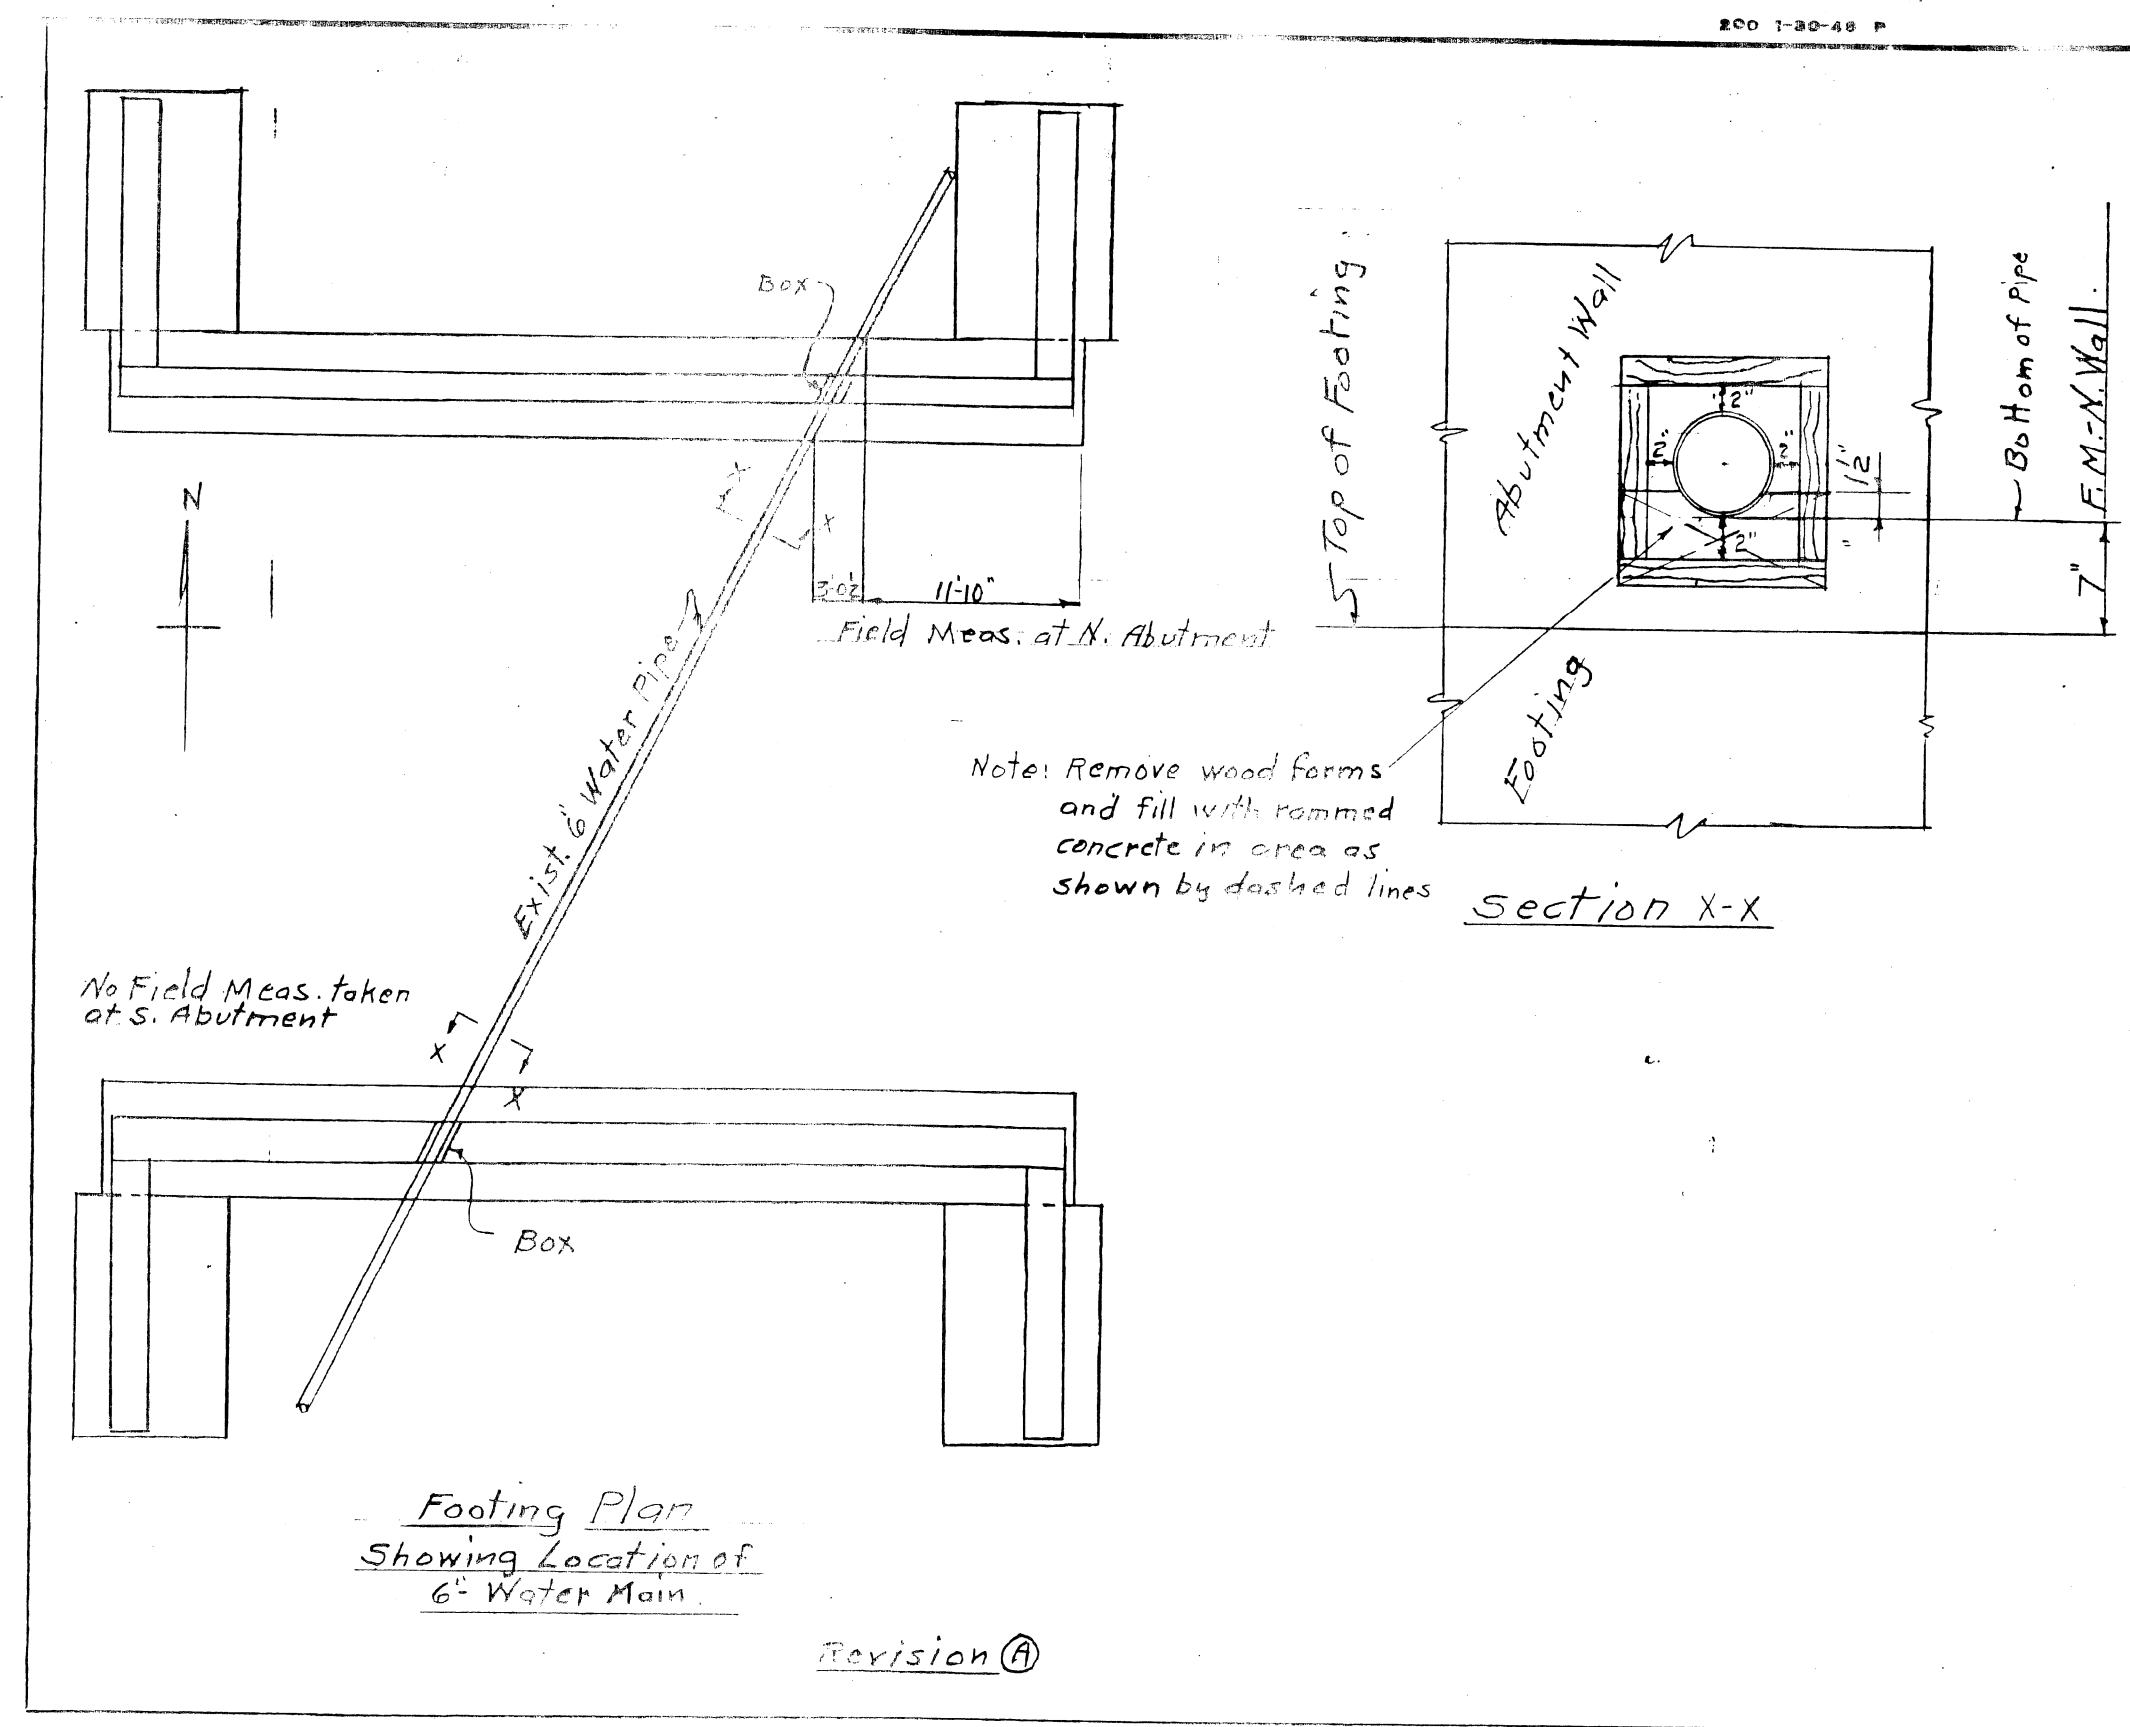 200 1-30-48 P
Box
N
X
X
3'-0½
11'-10"
Field Meas. at N. Abutment
Exist. 6" Water Pipe
No Field Meas. taken
at S. Abutment
X
X
Box
Footing Plan
Showing Location of
6"- Water Main.
Revision A
Top of Footing
Abutment Wall
2"
2"
2"
2"
1½"
Bottom of Pipe
F.M.-N.Wall.
7"
Footing
Note: Remove wood forms
and fill with rammed
concrete in area as
shown by dashed lines
Section X-X